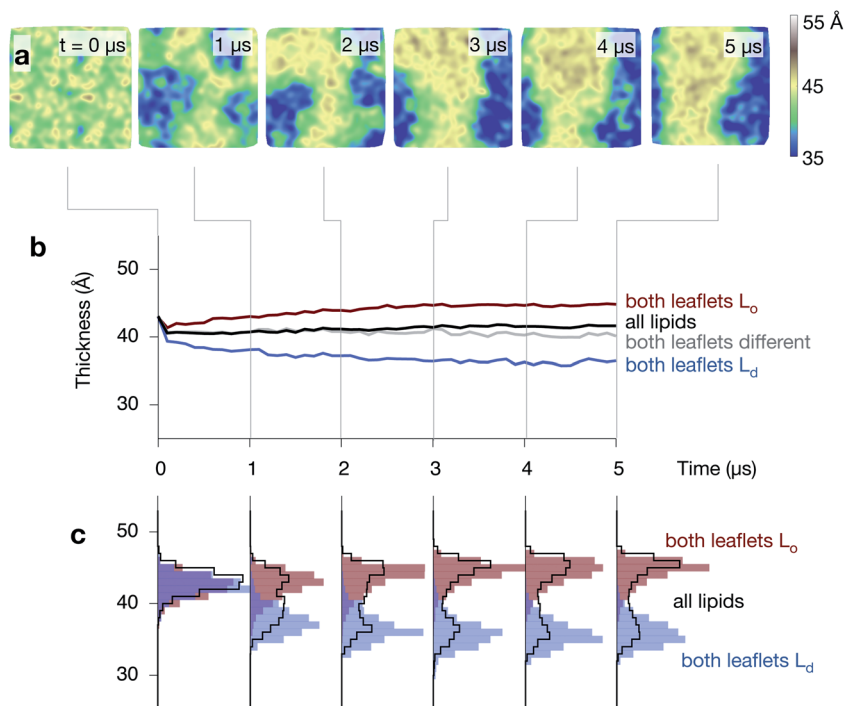 a
t = 0 μs
1 μs
2 μs
3 μs
4 μs
5 μs
55 Å
45
35
b
Thickness (Å)
50
40
30
both leaflets Lo
all lipids
both leaflets different
both leaflets Ld
0 1 2 3 4 5 Time (μs)
c
50
40
30
both leaflets Lo
all lipids
both leaflets Ld